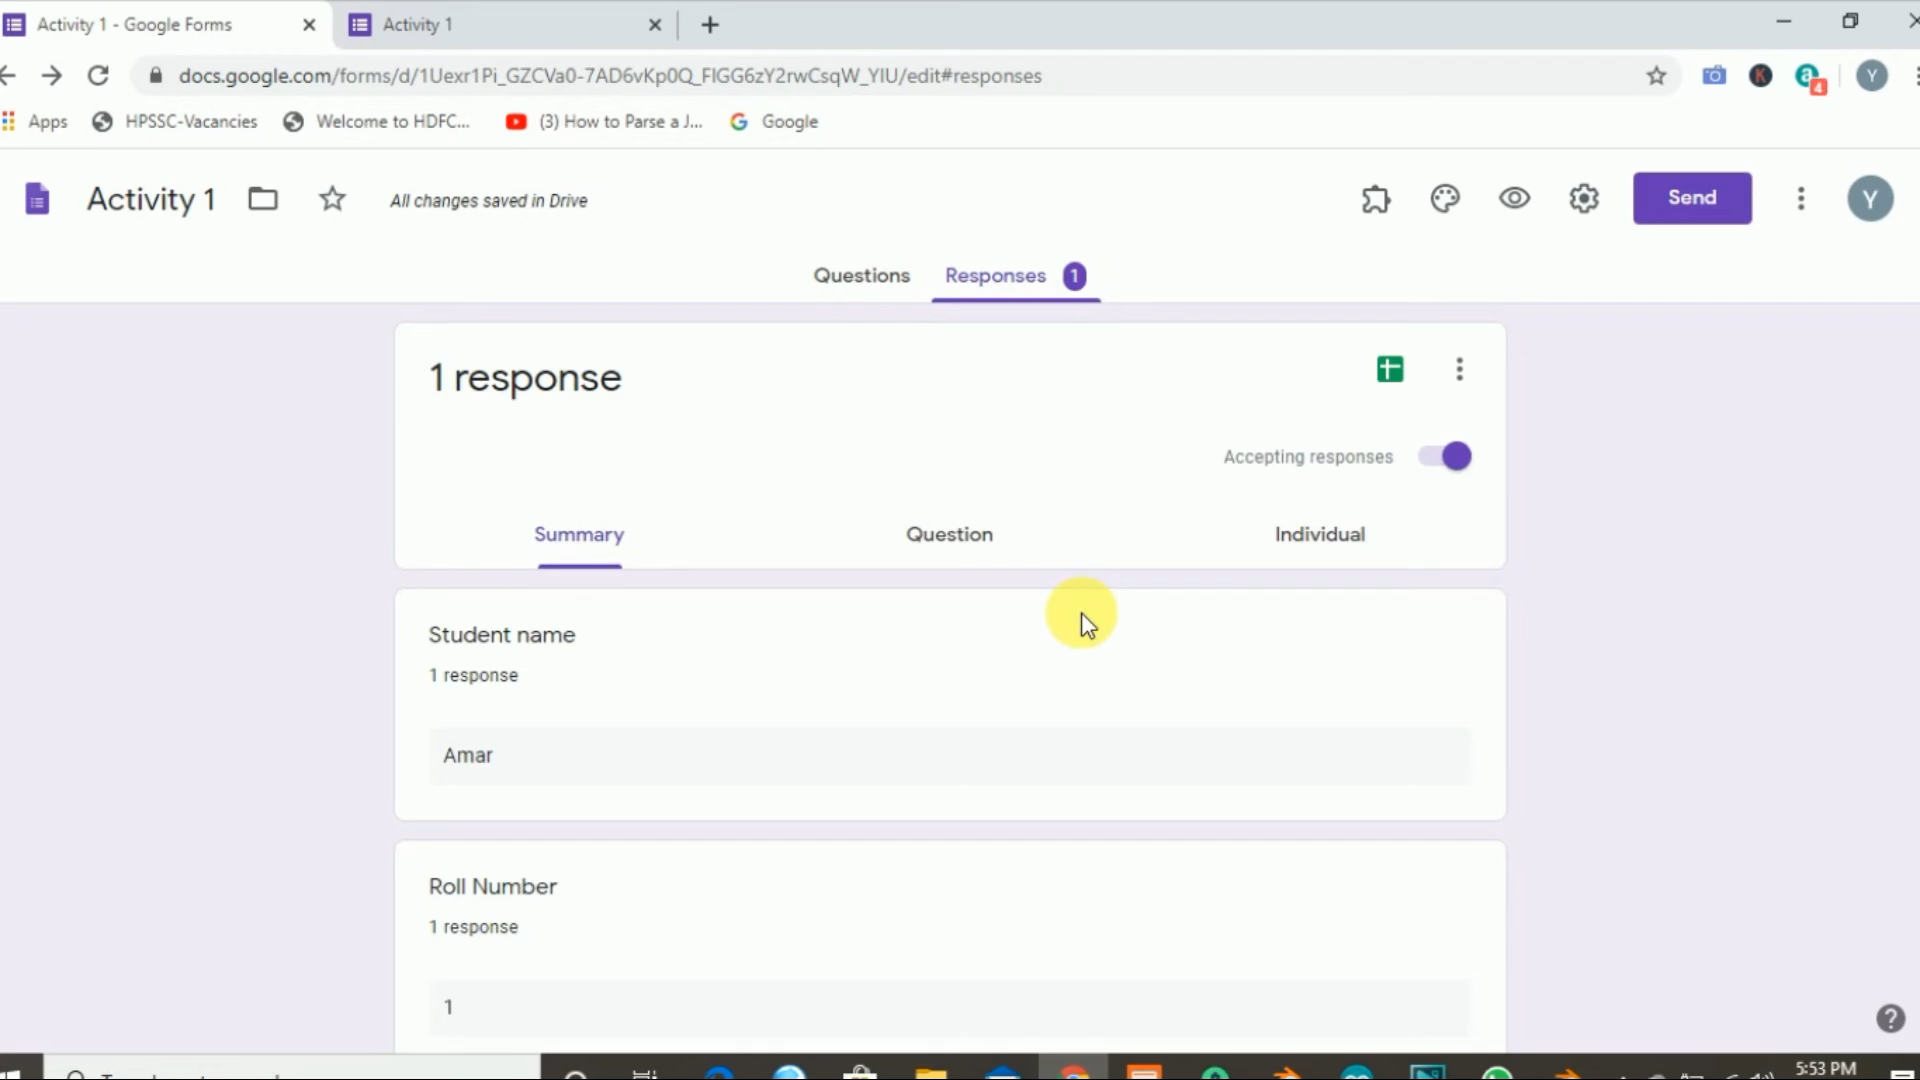 Activity 1 - Google Forms
Activity 1
docs.google.com/forms/d/1Uexr1Pi_GZCVa0-7AD6vKp0Q_FIGG6zY2rwCsqW_YIU/edit#responses
K
a
4
Y
Apps
HPSSC-Vacancies
Welcome to HDFC...
(3) How to Parse a J...
Google
Activity 1
All changes saved in Drive
Send
Y
Questions
Responses
1
1 response
Accepting responses
Summary
Question
Individual
Student name
1 response
Amar
Roll Number
1 response
1
5:53 PM